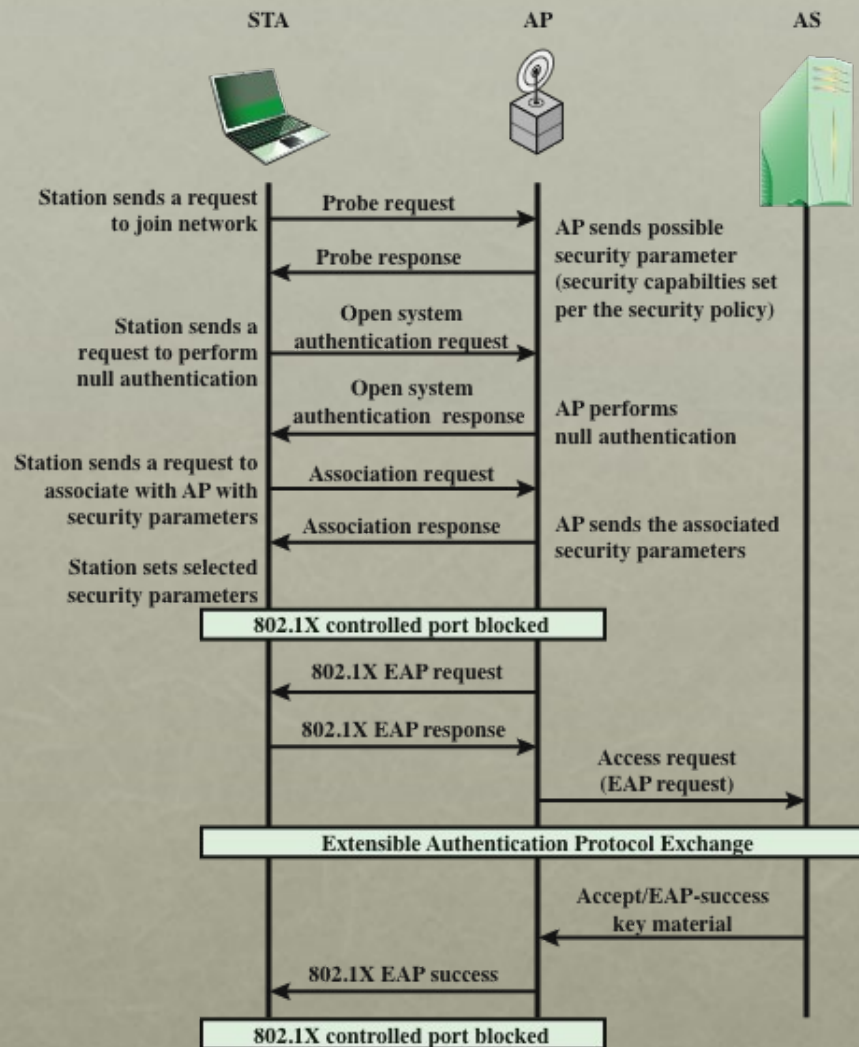 STA
AP
AS
Station sends a request
to join network
Probe request
AP sends possible
security parameter
(security capabilties set
per the security policy)
Probe response
Station sends a
request to perform
null authentication
Open system
authentication request
Open system
authentication response
AP performs
null authentication
Station sends a request to
associate with AP with
security parameters
Association request
Association response
AP sends the associated
security parameters
Station sets selected
security parameters
802.1X controlled port blocked
802.1X EAP request
802.1X EAP response
Access request
(EAP request)
Extensible Authentication Protocol Exchange
Accept/EAP-success
key material
802.1X EAP success
802.1X controlled port blocked